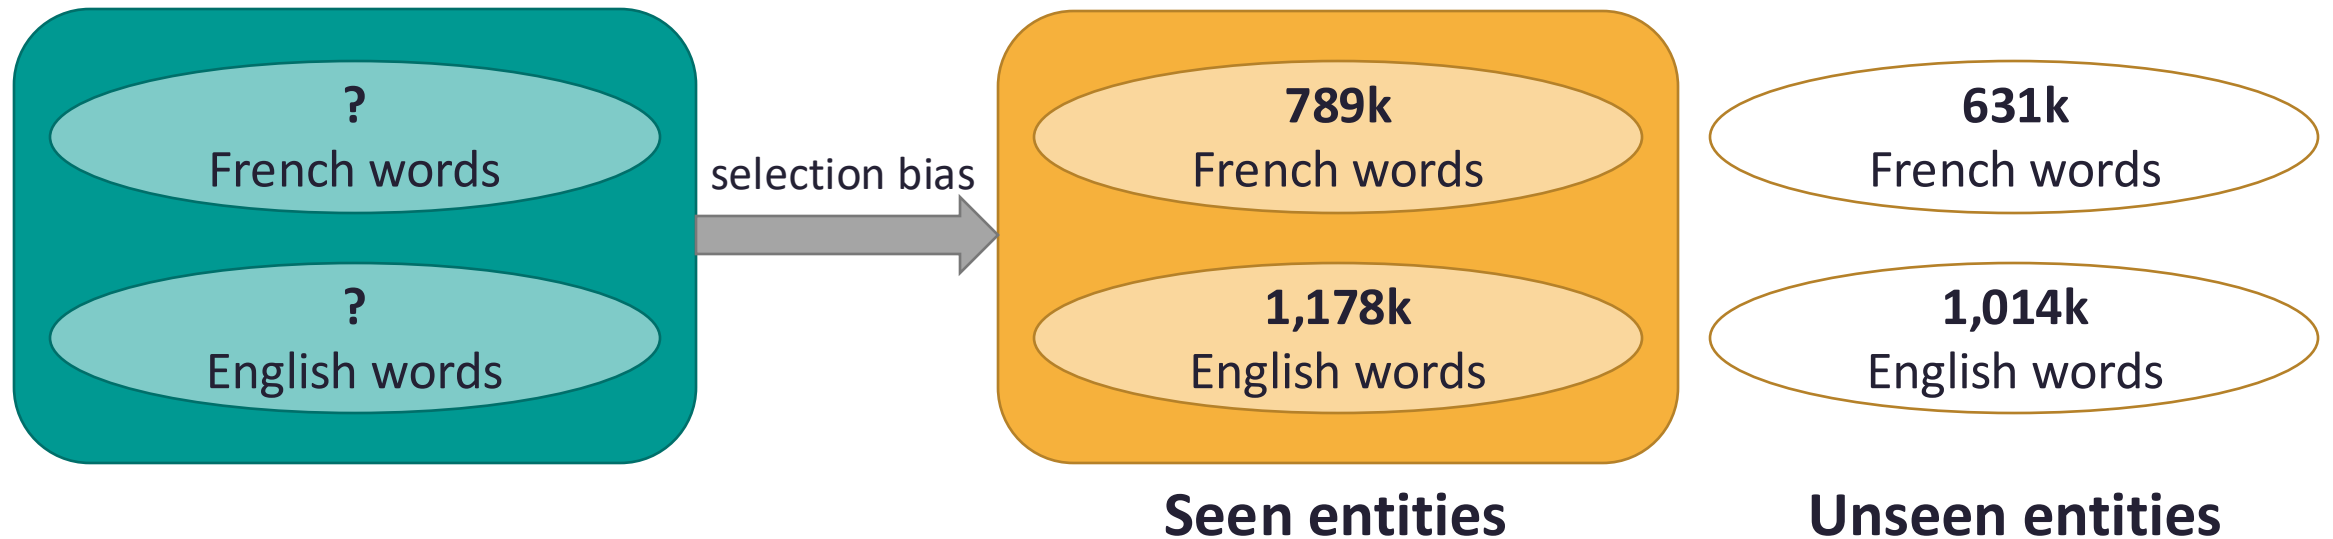 ?
French words
?
English words
selection bias
789k
French words
1,178k
English words
Seen entities
631k
French words
1,014k
English words
Unseen entities